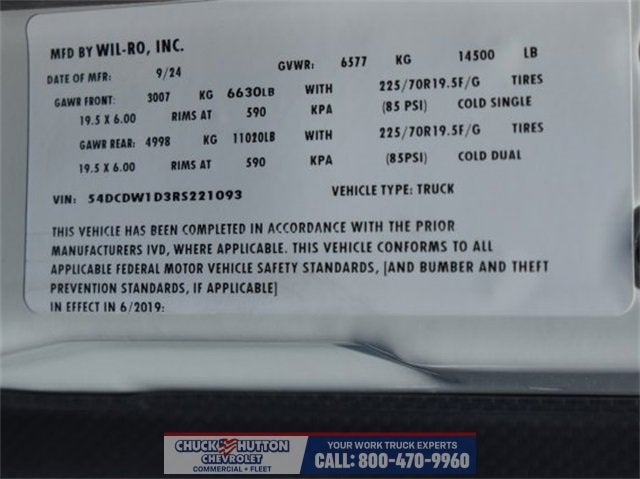 MFD BY WIL-RO, INC.
DATE OF MFR: 9/24 GVWR: 6577 KG 14500 LB
GAWR FRONT: 3007 KG 6630LB WITH 225/70R19.5F/G TIRES
19.5 X 6.00 RIMS AT 590 KPA (85 PSI) COLD SINGLE
GAWR REAR: 4998 KG 11020LB WITH 225/70R19.5F/G TIRES
19.5 X 6.00 RIMS AT 590 KPA (85PSI) COLD DUAL
VIN: 54DCDW1D3RS221093 VEHICLE TYPE: TRUCK
THIS VEHICLE HAS BEEN COMPLETED IN ACCORDANCE WITH THE PRIOR
MANUFACTURERS IVD, WHERE APPLICABLE. THIS VEHICLE CONFORMS TO ALL
APPLICABLE FEDERAL MOTOR VEHICLE SAFETY STANDARDS, [AND BUMBER AND THEFT
PREVENTION STANDARDS, IF APPLICABLE]
IN EFFECT IN 6/2019:
CHUCK HUTTON
CHEVROLET
COMMERCIAL • FLEET
YOUR WORK TRUCK EXPERTS
CALL: 800-470-9960